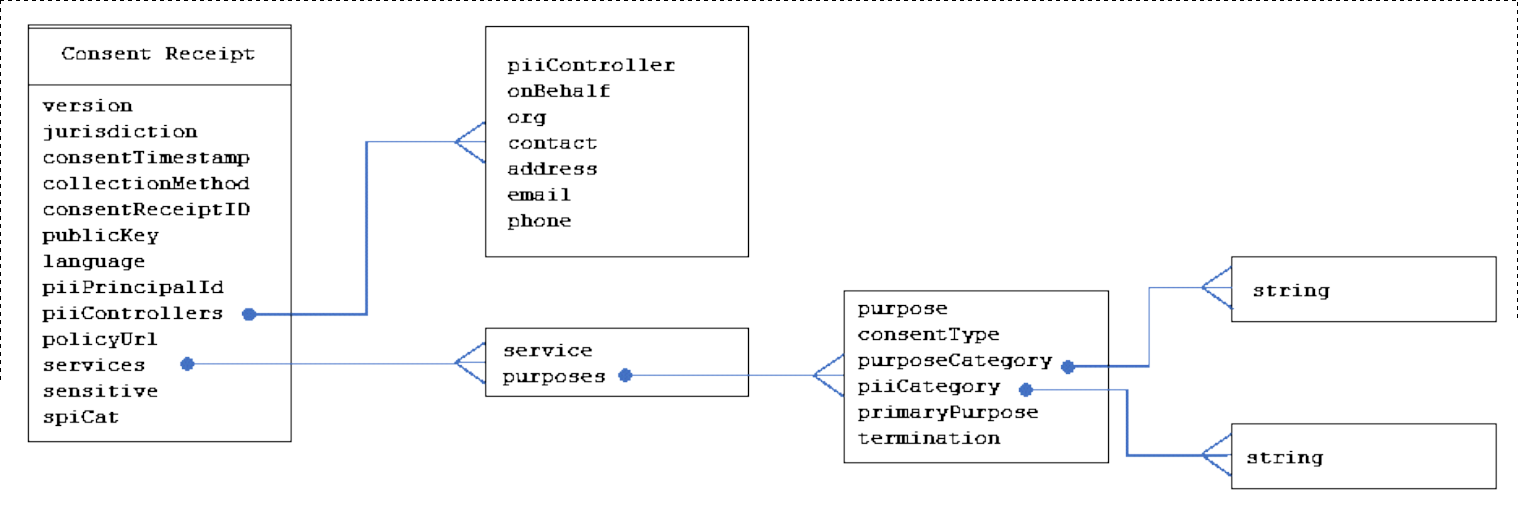 Consent Receipt
version
jurisdiction
consentTimestamp
collectionMethod
consentReceiptID
publicKey
language
piiPrincipalId
piiControllers
policyUrl
services
sensitive
spiCat
piiController
onBehalf
org
contact
address
email
phone
service
purposes
purpose
consentType
purposeCategory
piiCategory
primaryPurpose
termination
string
string